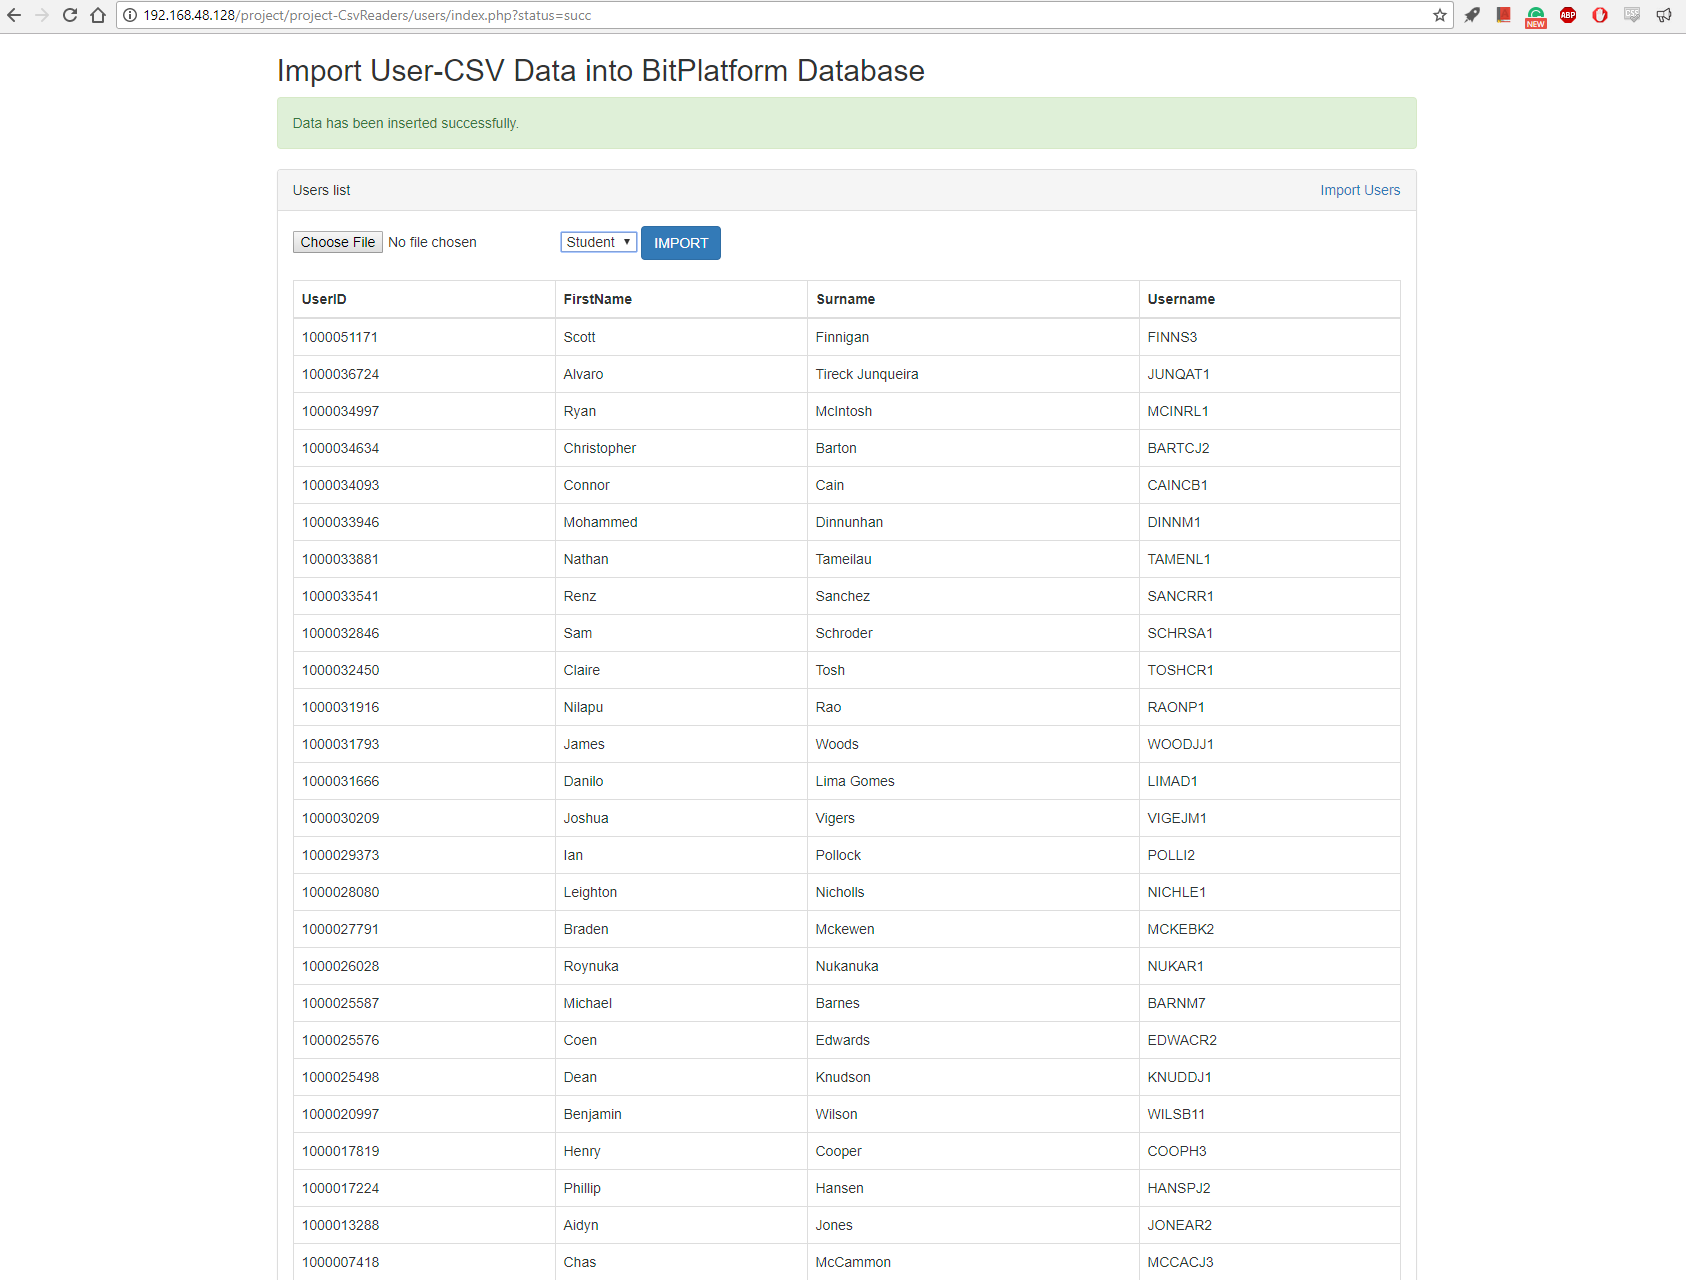 192.168.48.128/project/project-CsvReaders/users/index.php?status=succ
NEW
ABP
CSS
Import User-CSV Data into BitPlatform Database
Data has been inserted successfully.
Users list Import Users
Choose File No file chosen Student IMPORT
UserID FirstName Surname Username
1000051171 Scott Finnigan FINNS3
1000036724 Alvaro Tireck Junqueira JUNQAT1
1000034997 Ryan McIntosh MCINRL1
1000034634 Christopher Barton BARTCJ2
1000034093 Connor Cain CAINCB1
1000033946 Mohammed Dinnunhan DINNM1
1000033881 Nathan Tameilau TAMENL1
1000033541 Renz Sanchez SANCRR1
1000032846 Sam Schroder SCHRSA1
1000032450 Claire Tosh TOSHCR1
1000031916 Nilapu Rao RAONP1
1000031793 James Woods WOODJJ1
1000031666 Danilo Lima Gomes LIMAD1
1000030209 Joshua Vigers VIGEJM1
1000029373 Ian Pollock POLLI2
1000028080 Leighton Nicholls NICHLE1
1000027791 Braden Mckewen MCKEBK2
1000026028 Roynuka Nukanuka NUKAR1
1000025587 Michael Barnes BARNM7
1000025576 Coen Edwards EDWACR2
1000025498 Dean Knudson KNUDDJ1
1000020997 Benjamin Wilson WILSB11
1000017819 Henry Cooper COOPH3
1000017224 Phillip Hansen HANSPJ2
1000013288 Aidyn Jones JONEAR2
1000007418 Chas McCammon MCCACJ3